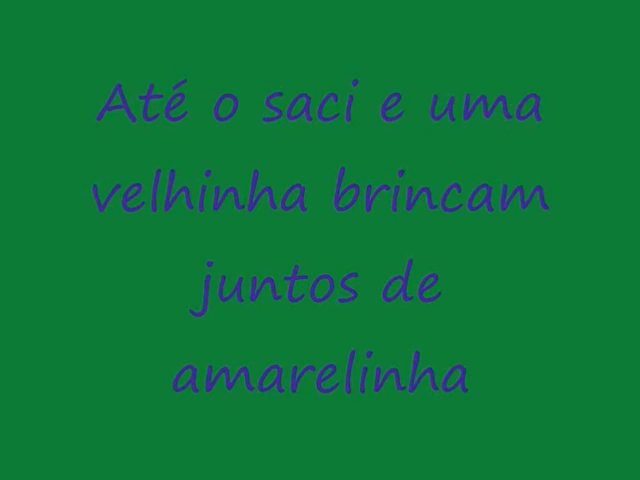 Até o saci e uma
velhinha brincam
juntos de
amarelinha